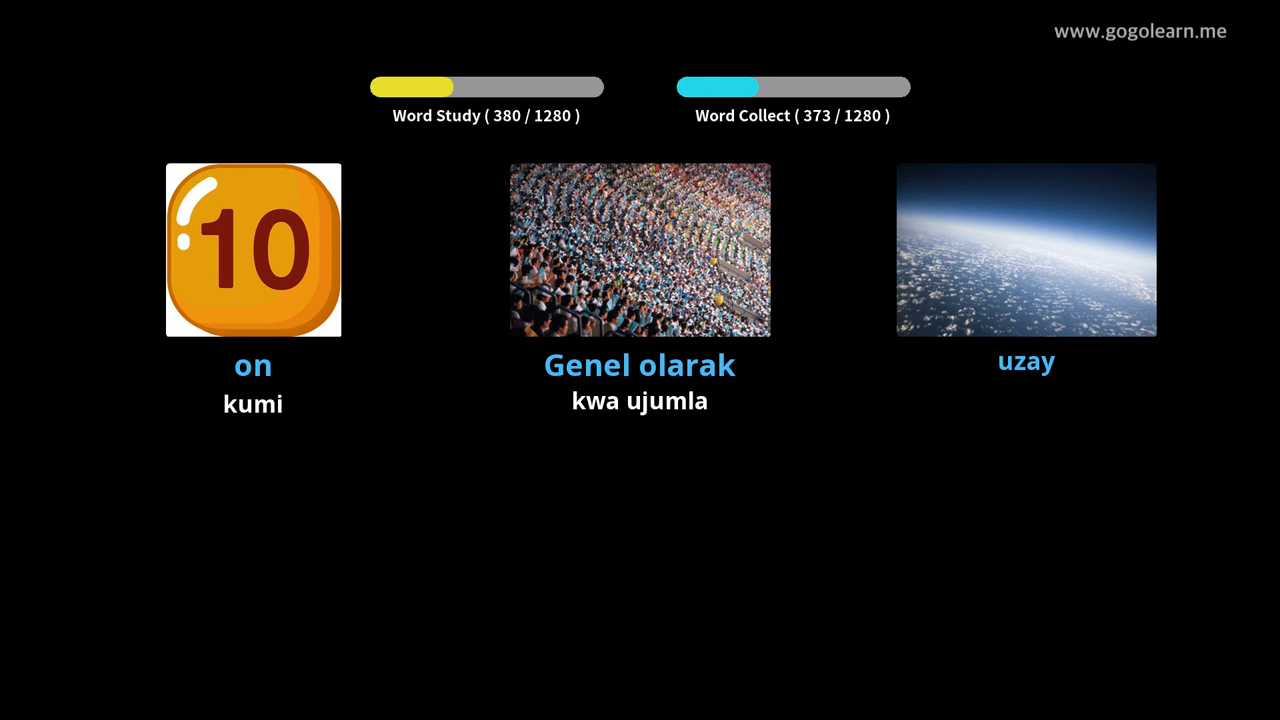 www.gogolearn.me
Word Study ( 380 / 1280 )
Word Collect ( 373 / 1280 )
10
on
kumi
Genel olarak
kwa ujumla
uzay